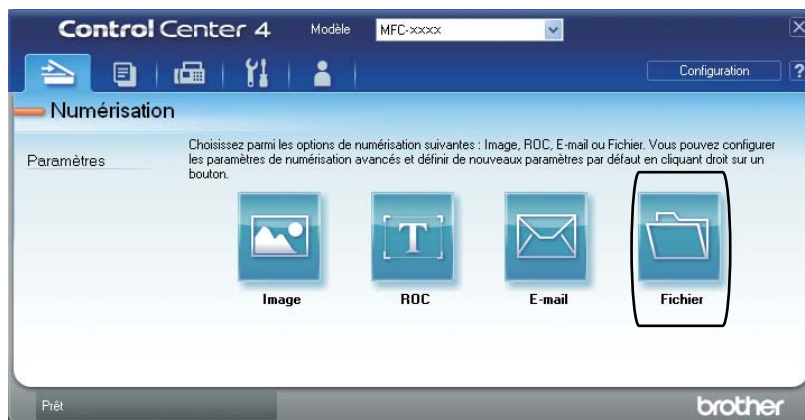 Control Center 4 Modèle MFC-xxxx
Configuration ?
Numérisation
Paramètres
Choisissez parmi les options de numérisation suivantes : Image, ROC, E-mail ou Fichier. Vous pouvez configurer
les paramètres de numérisation avancés et définir de nouveaux paramètres par défaut en cliquant droit sur un
bouton.
T
Image ROC E-mail Fichier
Prêt
brother